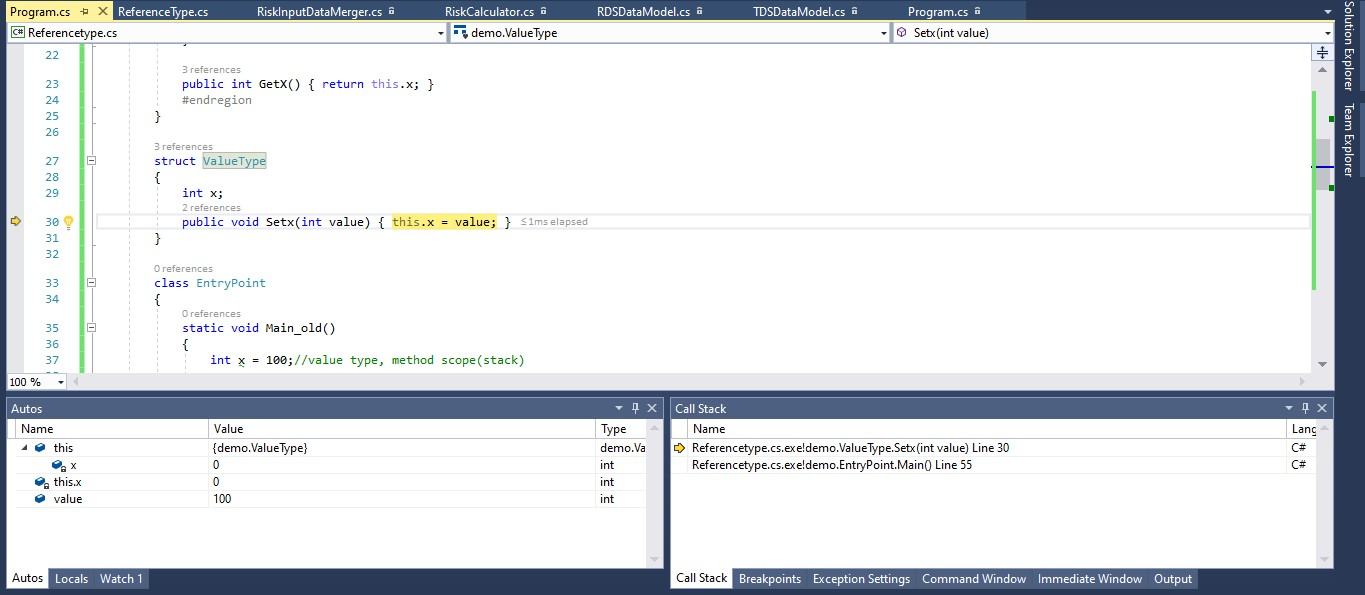 Program.cs
ReferenceType.cs
RiskInputDataMerger.cs
RiskCalculator.cs
RDSDataModel.cs
TDSDataModel.cs
Program.cs
Solution Explorer
Team Explorer
C# Referencetype.cs
demo.ValueType
Setx(int value)
22
3 references
23 public int GetX() { return this.x; }
24 #endregion
25 }
26
3 references
27 struct ValueType
28 {
29 int x;
2 references
30 public void Setx(int value) { this.x = value; } ≤1ms elapsed
31 }
32
0 references
33 class EntryPoint
34 {
0 references
35 static void Main_old()
36 {
37 int x = 100;//value type, method scope(stack)
100 %
Autos
Name Value Type
this {demo.ValueType} demo.Va
x 0 int
this.x 0 int
value 100 int
Autos Locals Watch 1
Call Stack
Name Lang
Referencetype.cs.exe!demo.ValueType.Setx(int value) Line 30 C#
Referencetype.cs.exe!demo.EntryPoint.Main() Line 55 C#
Call Stack Breakpoints Exception Settings Command Window Immediate Window Output